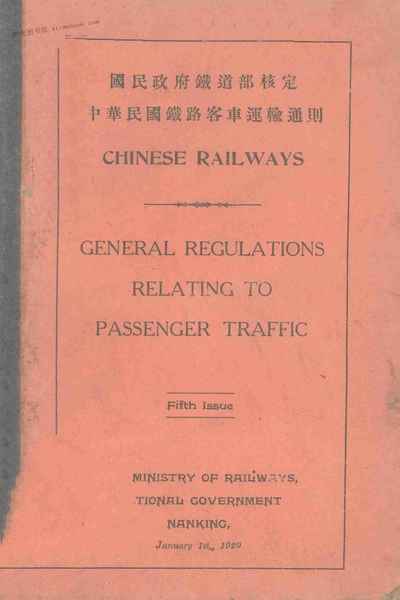 國民政府鐵道部核定
中華民國鐵路客車運輸通則
CHINESE RAILWAYS
GENERAL REGULATIONS
RELATING TO
PASSENGER TRAFFIC
Fifth Issue
MINISTRY OF RAILWAYS,
TIONAL GOVERNMENT
NANKING,
January 1st., 1929